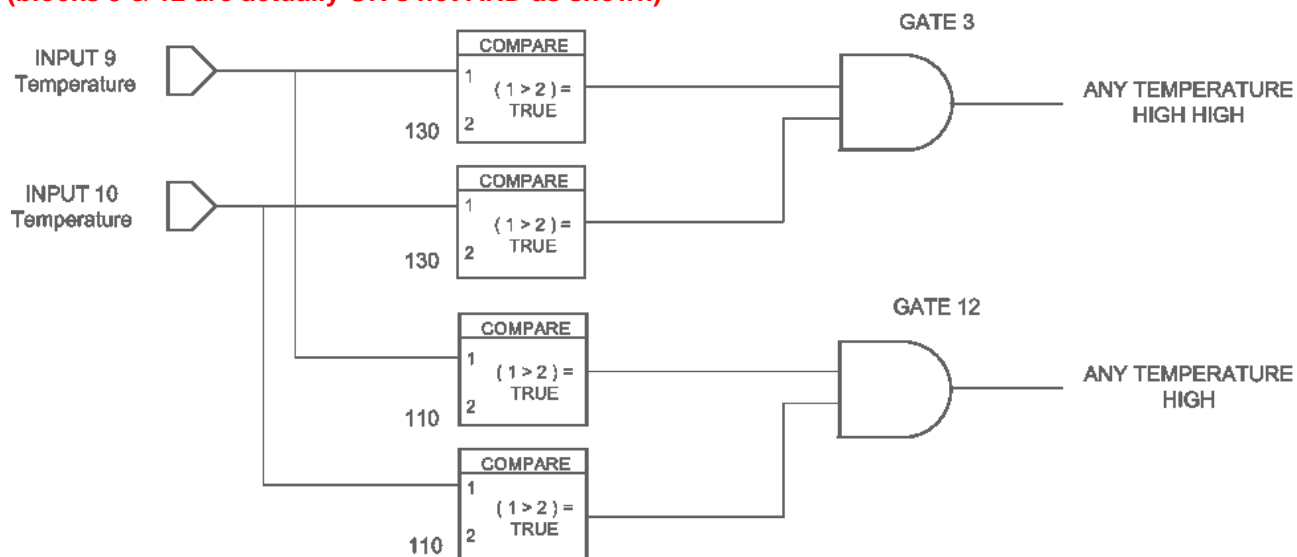 (blocks 3 & 12 are actually OR's not AND as shown)
GATE 3
INPUT 9
Temperature
COMPARE
1
( 1 > 2 ) =
TRUE
2
130
ANY TEMPERATURE
HIGH HIGH
INPUT 10
Temperature
COMPARE
1
( 1 > 2 ) =
TRUE
2
130
GATE 12
COMPARE
1
( 1 > 2 ) =
TRUE
2
110
ANY TEMPERATURE
HIGH
COMPARE
1
( 1 > 2 ) =
TRUE
2
110